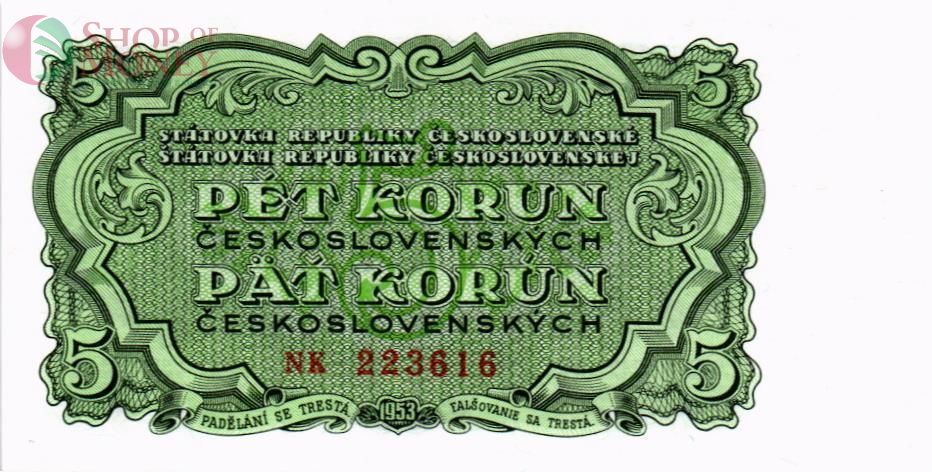 SHOP OF
MONEY
5 5
STÁTOVKA REPUBLIKY ČESKOSLOVENSKÉ
ŠTÁTOVKA REPUBLIKY ČESKOSLOVENSKEJ
PĚT KORUN
ČESKOSLOVENSKÝCH
PÄŤ KORÚN
ČESKOSLOVENSKÝCH
NK 223616
5 5
PADĚLÁNÍ SE TRESTÁ. 1953 FALŠOVANIE SA TRESTÁ.